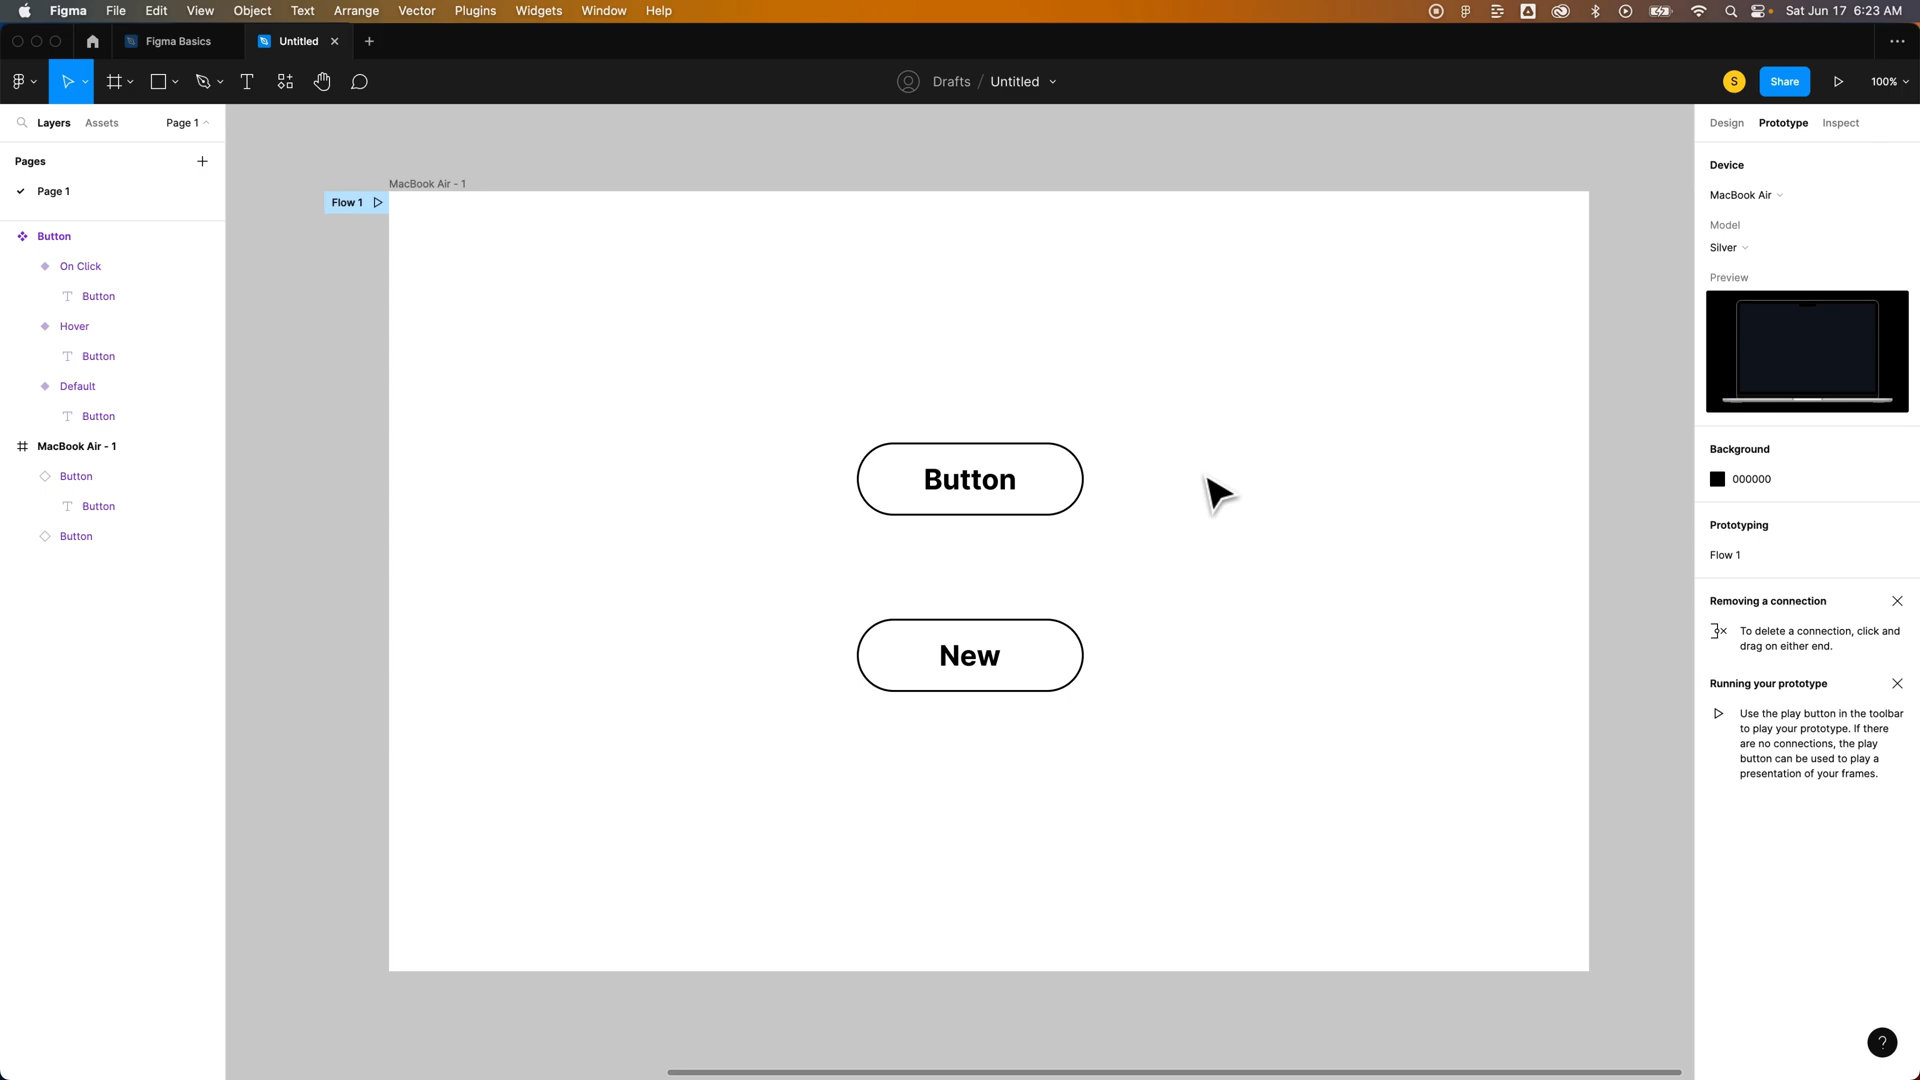 Figma File Edit View Object Text Arrange Vector Plugins Widgets Window Help Sat Jun 17 6:23 AM
Figma Basics Untitled
Drafts / Untitled S Share 100%
Layers Assets Page 1
Design Prototype Inspect
Pages
Page 1
Button
On Click
Button
Hover
Button
Default
Button
MacBook Air - 1
Button
Button
Button
MacBook Air - 1
Flow 1
Button
New
Device
MacBook Air
Model
Silver
Preview
Background
000000
Prototyping
Flow 1
Removing a connection
To delete a connection, click and
drag on either end.
Running your prototype
Use the play button in the toolbar
to play your prototype. If there
are no connections, the play
button can be used to play a
presentation of your frames.
?